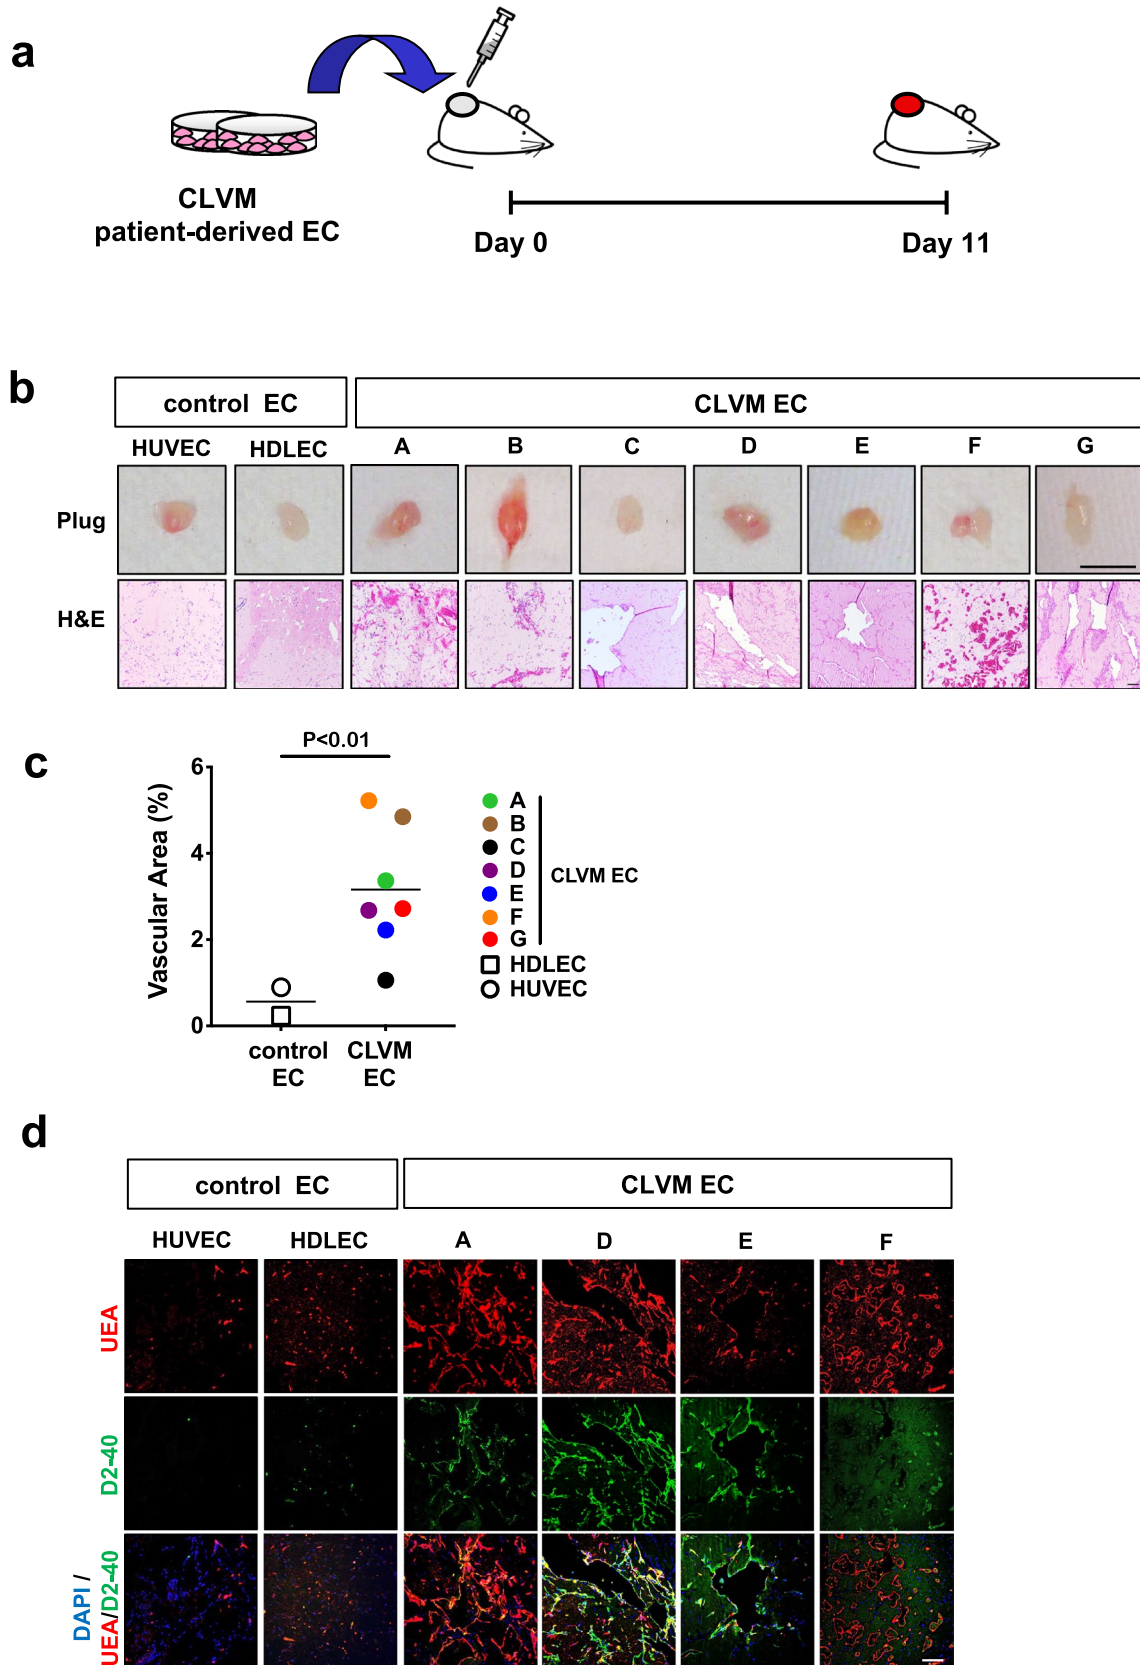 a
CLVM
patient-derived EC
Day 0
Day 11
b
control EC
CLVM EC
HUVEC
HDLEC
A
B
C
D
E
F
G
Plug
H&E
c
P<0.01
Vascular Area (%)
6
4
2
0
control
EC
CLVM
EC
A
B
C
D
E
F
G
CLVM EC
HDLEC
HUVEC
d
control EC
CLVM EC
HUVEC
HDLEC
A
D
E
F
UEA
D2-40
DAPI /
UEA/D2-40